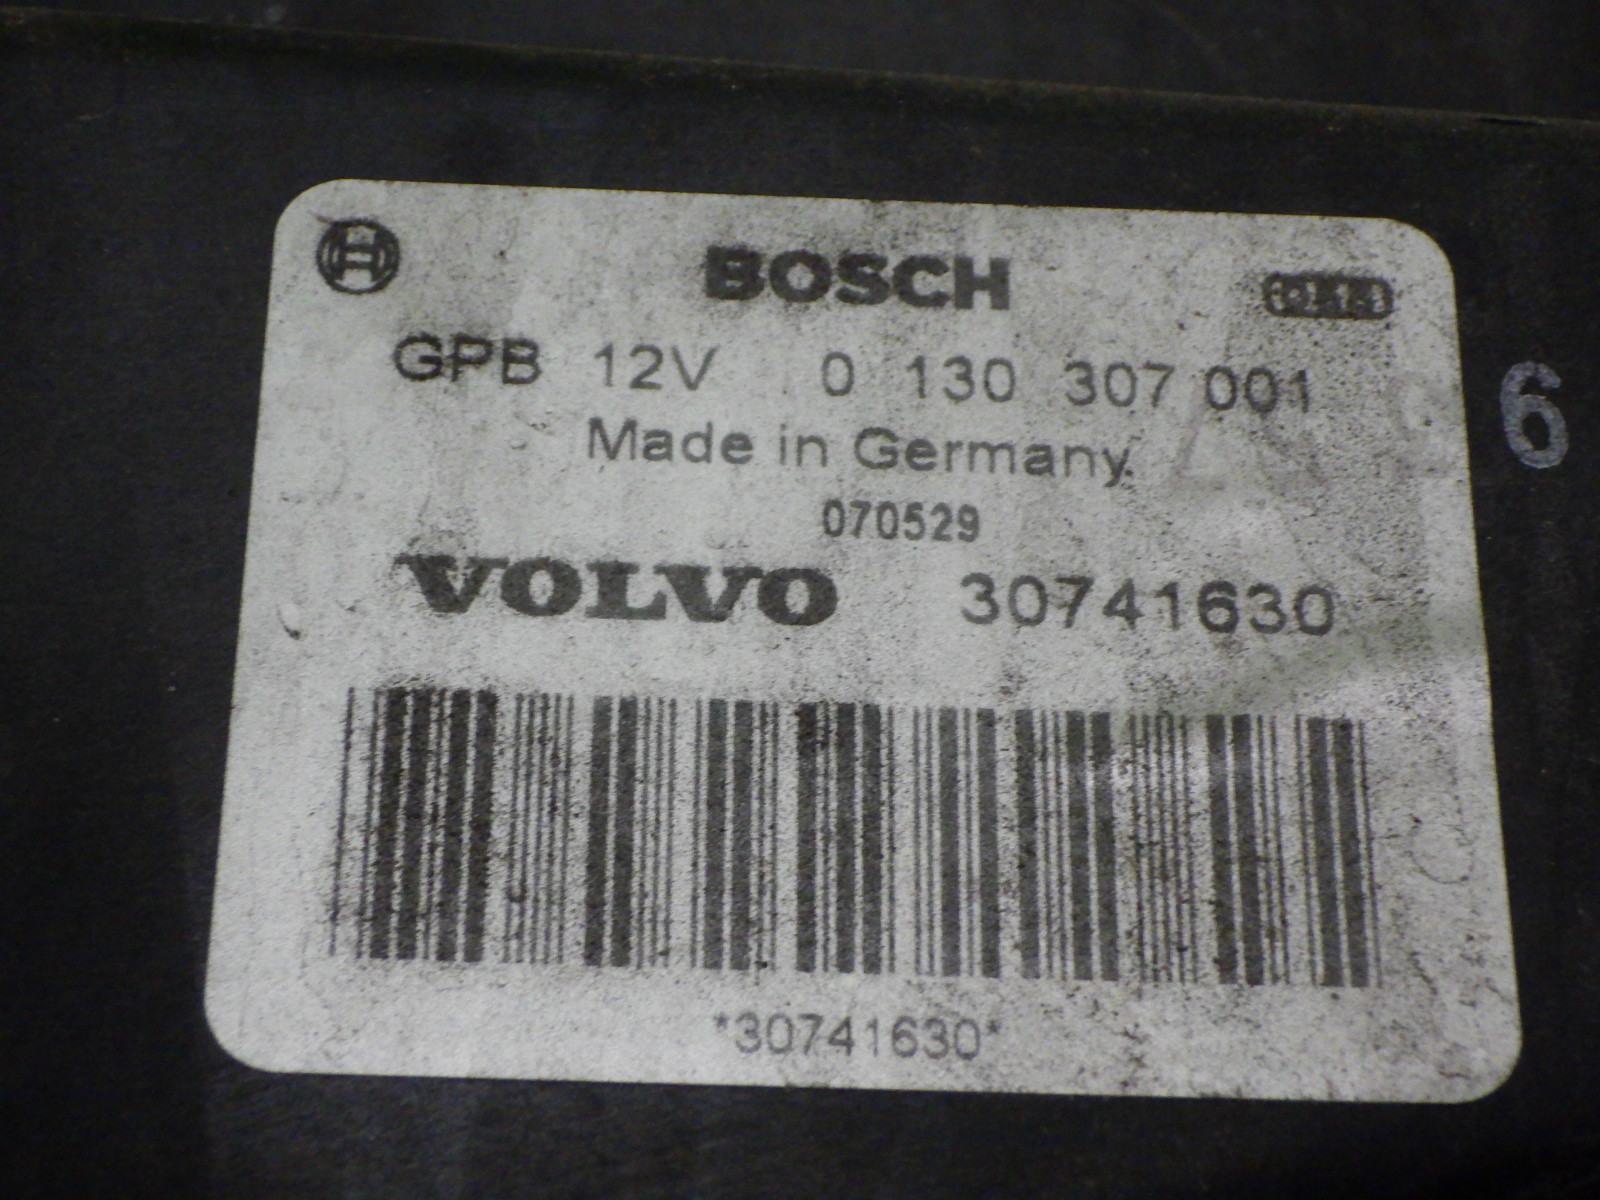 BOSCH
GPB 12V 0 130 307 001
Made in Germany
070529
VOLVO 30741630
*30741630*
6